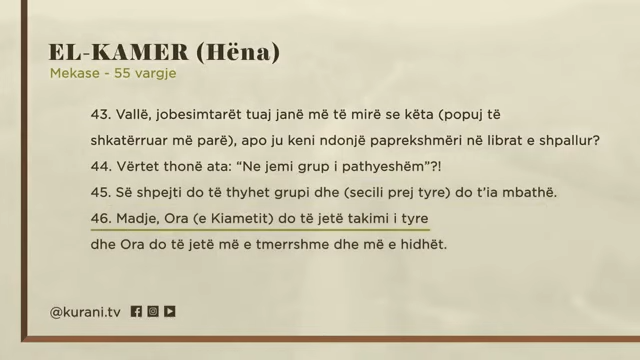 EL-KAMER (Hëna)
Mekase - 55 vargje
43. Vallë, jobesimtarët tuaj janë më të mirë se këta (popuj të
shkatërruar më parë), apo ju keni ndonjë paprekshmëri në librat e shpallur?
44. Vërtet thonë ata: “Ne jemi grup i pathyeshëm”?!
45. Së shpejti do të thyhet grupi dhe (secili prej tyre) do t’ia mbathë.
46. Madje, Ora (e Kiametit) do të jetë takimi i tyre
dhe Ora do të jetë më e tmerrshme dhe më e hidhët.
@kurani.tv